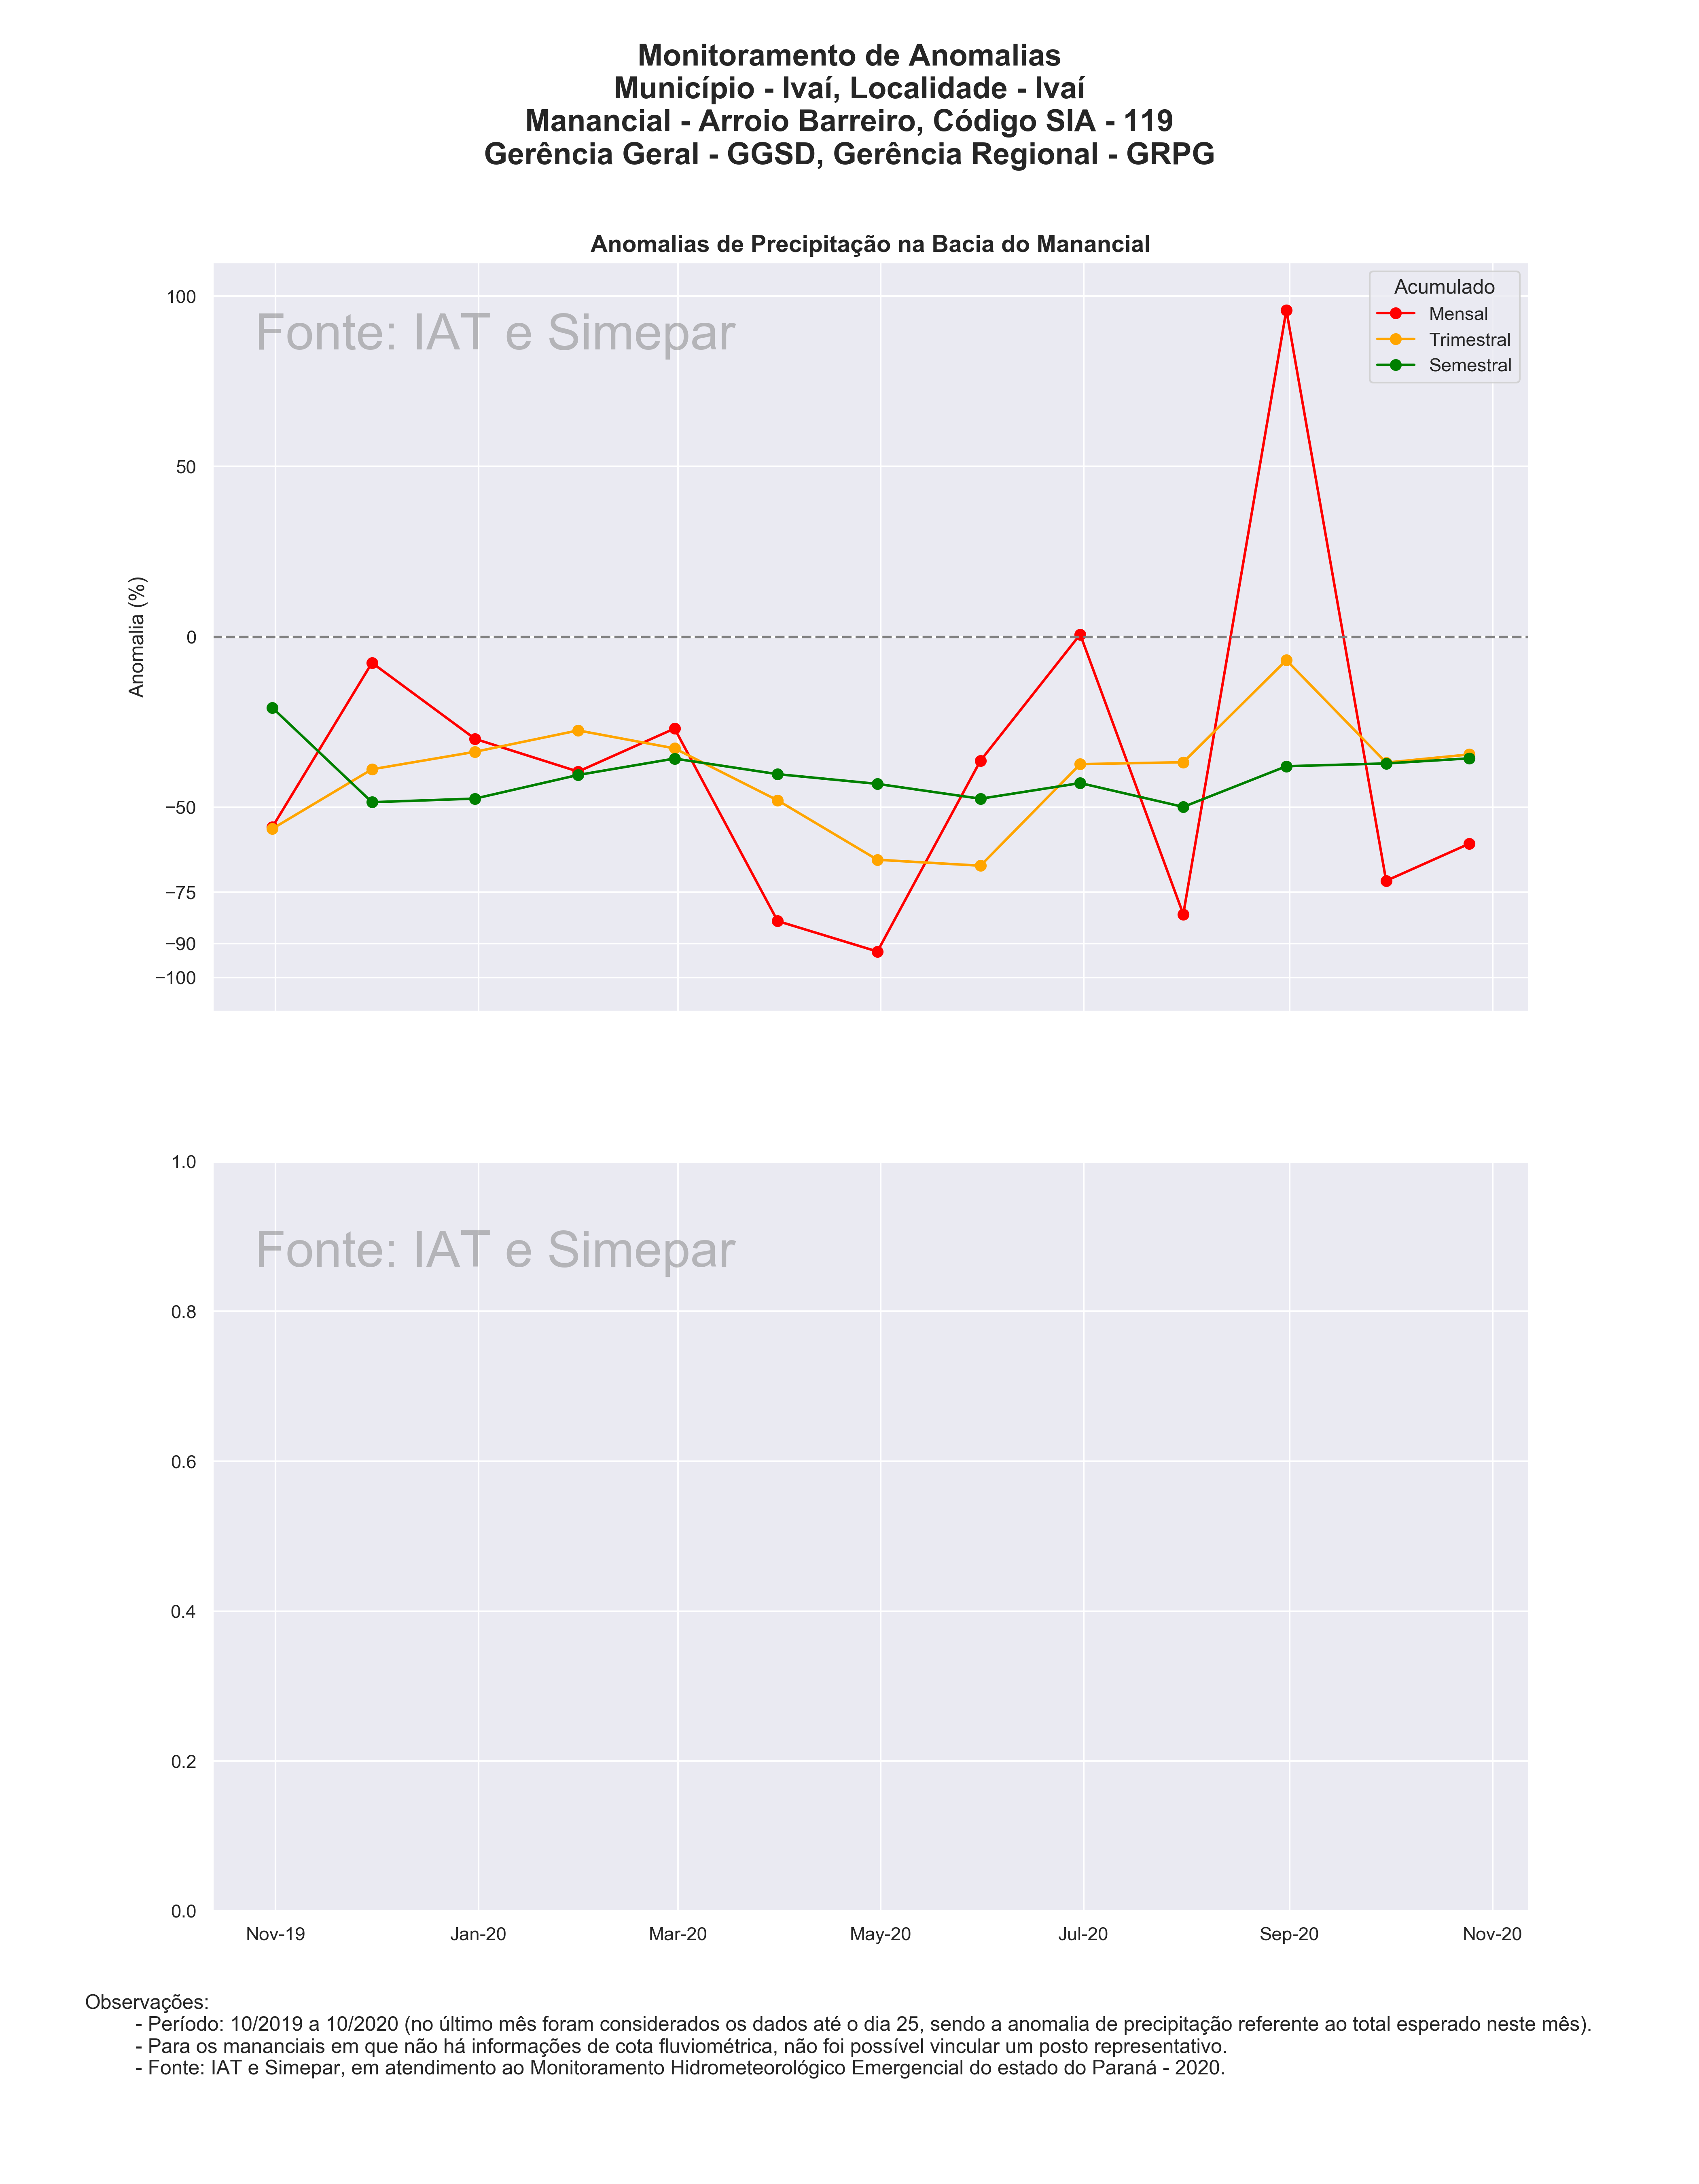 Monitoramento de Anomalias
Município - Ivaí, Localidade - Ivaí
Manancial - Arroio Barreiro, Código SIA - 119
Gerência Geral - GGSD, Gerência Regional - GRPG
Anomalias de Precipitação na Bacia do Manancial
Fonte: IAT e Simepar
Acumulado
Mensal
Trimestral
Semestral
Anomalia (%)
100
50
0
−50
−75
−90
−100
Fonte: IAT e Simepar
1.0
0.8
0.6
0.4
0.2
0.0
Nov-19 Jan-20 Mar-20 May-20 Jul-20 Sep-20 Nov-20
Observações:
- Período: 10/2019 a 10/2020 (no último mês foram considerados os dados até o dia 25, sendo a anomalia de precipitação referente ao total esperado neste mês).
- Para os mananciais em que não há informações de cota fluviométrica, não foi possível vincular um posto representativo.
- Fonte: IAT e Simepar, em atendimento ao Monitoramento Hidrometeorológico Emergencial do estado do Paraná - 2020.